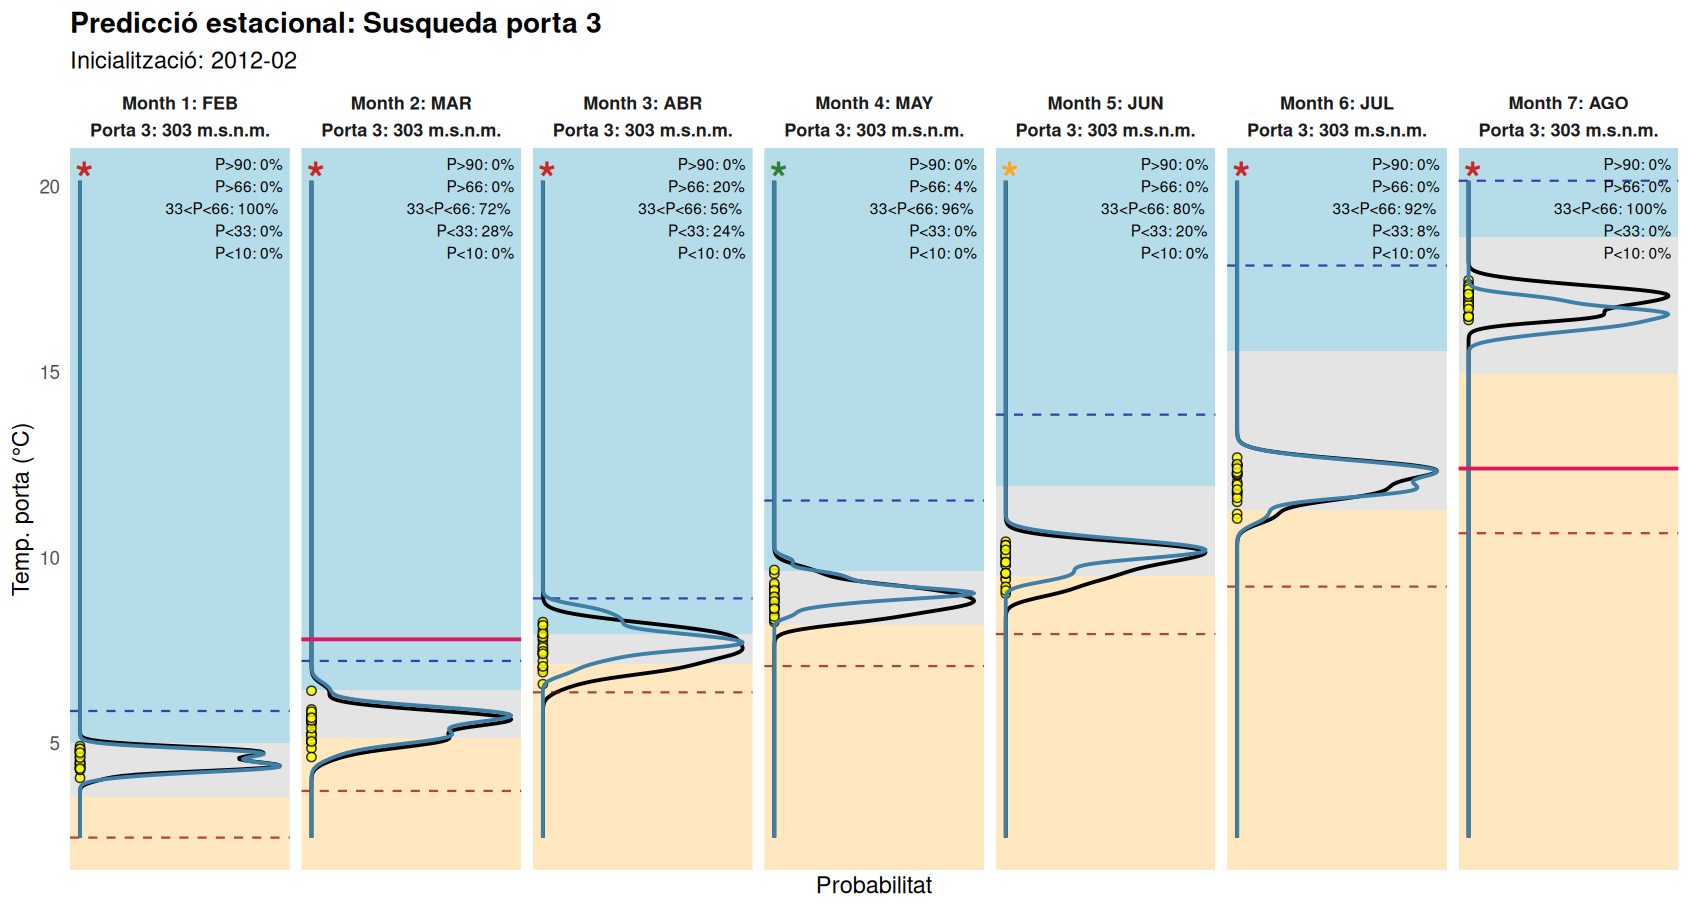 Predicció estacional: Susqueda porta 3
Inicialització: 2012-02
Month 1: FEB
Porta 3: 303 m.s.n.m.
Month 2: MAR
Porta 3: 303 m.s.n.m.
Month 3: ABR
Porta 3: 303 m.s.n.m.
Month 4: MAY
Porta 3: 303 m.s.n.m.
Month 5: JUN
Porta 3: 303 m.s.n.m.
Month 6: JUL
Porta 3: 303 m.s.n.m.
Month 7: AGO
Porta 3: 303 m.s.n.m.
*
P>90: 0%
P>66: 0%
33<P<66: 100%
P<33: 0%
P<10: 0%
*
P>90: 0%
P>66: 0%
33<P<66: 72%
P<33: 28%
P<10: 0%
*
P>90: 0%
P>66: 20%
33<P<66: 56%
P<33: 24%
P<10: 0%
*
P>90: 0%
P>66: 4%
33<P<66: 96%
P<33: 0%
P<10: 0%
*
P>90: 0%
P>66: 0%
33<P<66: 80%
P<33: 20%
P<10: 0%
*
P>90: 0%
P>66: 0%
33<P<66: 92%
P<33: 8%
P<10: 0%
*
P>90: 0%
P>66: 0%
33<P<66: 100%
P<33: 0%
P<10: 0%
20
15
10
5
Temp. porta (°C)
Probabilitat